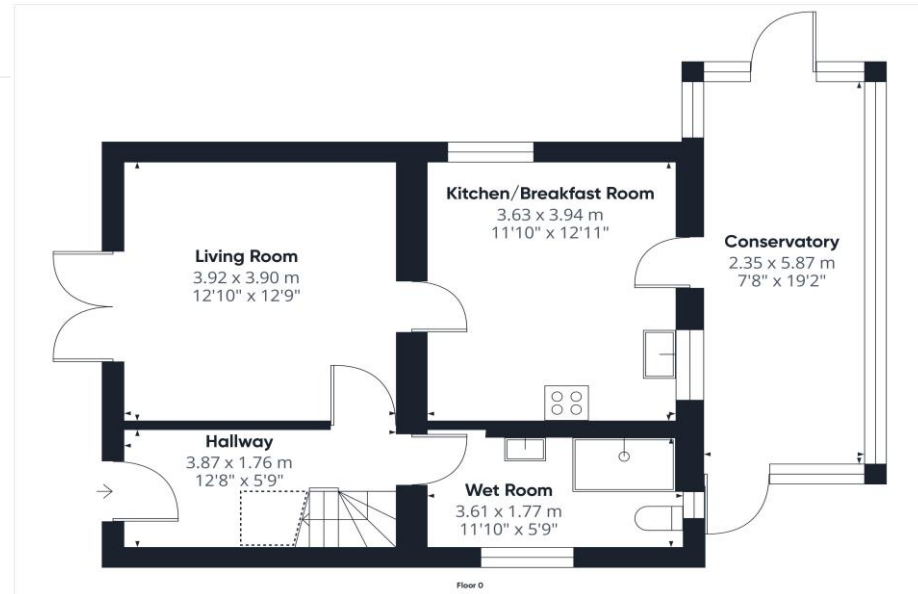 Kitchen/Breakfast Room
3.63 x 3.94 m
11'10" x 12'11"
Living Room
3.92 x 3.90 m
12'10" x 12'9"
Conservatory
2.35 x 5.87 m
7'8" x 19'2"
Hallway
3.87 x 1.76 m
12'8" x 5'9"
Wet Room
3.61 x 1.77 m
11'10" x 5'9"
Floor 0